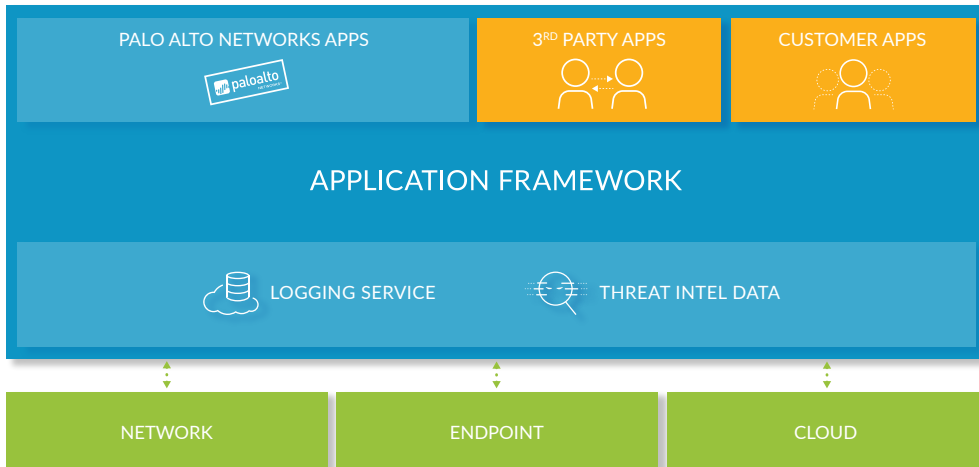 PALO ALTO NETWORKS APPS
paloalto
NETWORKS
3RD PARTY APPS
CUSTOMER APPS
APPLICATION FRAMEWORK
LOGGING SERVICE
THREAT INTEL DATA
NETWORK
ENDPOINT
CLOUD